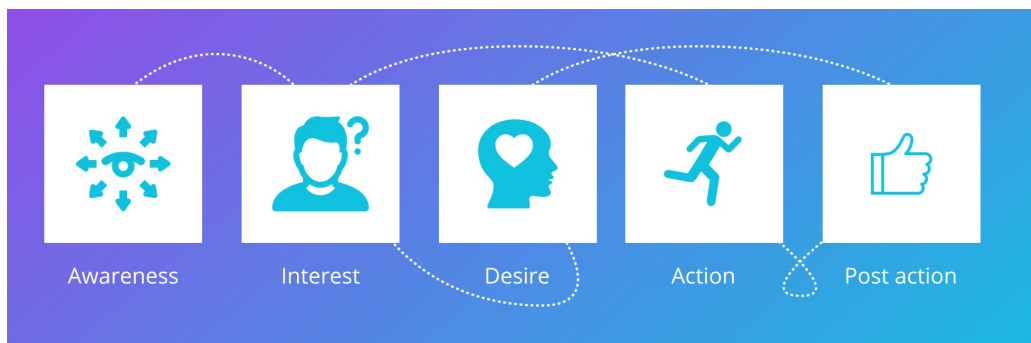 Awareness
Interest
Desire
Action
Post action